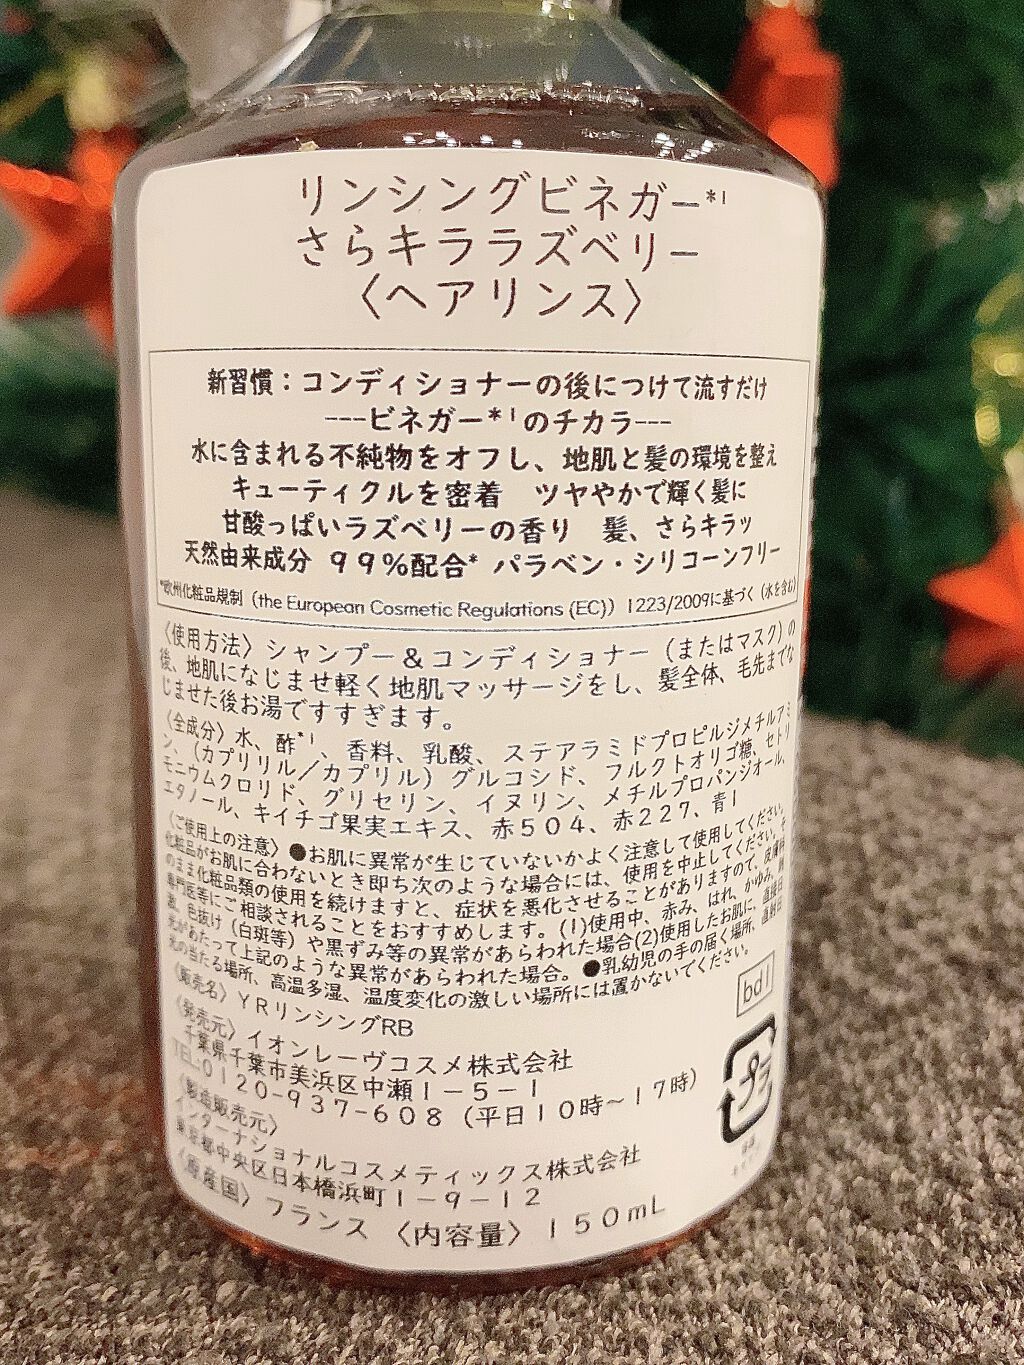 リンシングビネガー*1
さらキララズベリー
〈ヘアリンス〉
新習慣：コンディショナーの後につけて流すだけ
---ビネガー*1のチカラ---
水に含まれる不純物をオフし、地肌と髪の環境を整え
キューティクルを密着　ツヤやかで輝く髪に
甘酸っぱいラズベリーの香り　髪、さらキラッ
天然由来成分　99%配合* パラベン・シリコーンフリー
*欧州化粧品規制（the European Cosmetic Regulations (EC)）1223/2009に基づく（水を含む）
〈使用方法〉シャンプー＆コンディショナー（またはマスク）の
後、地肌になじませ軽く地肌マッサージをし、髪全体、毛先までな
じませた後お湯ですすぎます。
〈全成分〉水、酢*1、香料、乳酸、ステアラミドプロピルジメチルアミ
ン、（カプリリル／カプリル）グルコシド、フルクトオリゴ糖、セトリ
モニウムクロリド、グリセリン、イヌリン、メチルプロパンジオール、
エタノール、キイチゴ果実エキス、赤504、赤227、青1
〈ご使用上の注意〉●お肌に異常が生じていないかよく注意して使用してください。
化粧品がお肌に合わないとき即ち次のような場合には、使用を中止してください。そ
のまま化粧品類の使用を続けますと、症状を悪化させることがありますので、皮膚科
専門医等にご相談されることをおすすめします。(1)使用中、赤み、はれ、かゆみ、刺
激、色抜け（白斑等）や黒ずみ等の異常があらわれた場合(2)使用したお肌に、直射日
光があたって上記のような異常があらわれた場合。●乳幼児の手の届く場所、直射日
光の当たる場所、高温多湿、温度変化の激しい場所には置かないでください。
〈販売名〉YRリンシングRB
bdl
〈発売元〉イオンレーヴコスメ株式会社
千葉県千葉市美浜区中瀬1-5-1
TEL:0120-937-608（平日10時～17時）
プラ
〈製造販売元〉
インターナショナルコスメティックス株式会社
東京都中央区日本橋浜町1-9-12
〈原産国〉フランス　〈内容量〉150mL